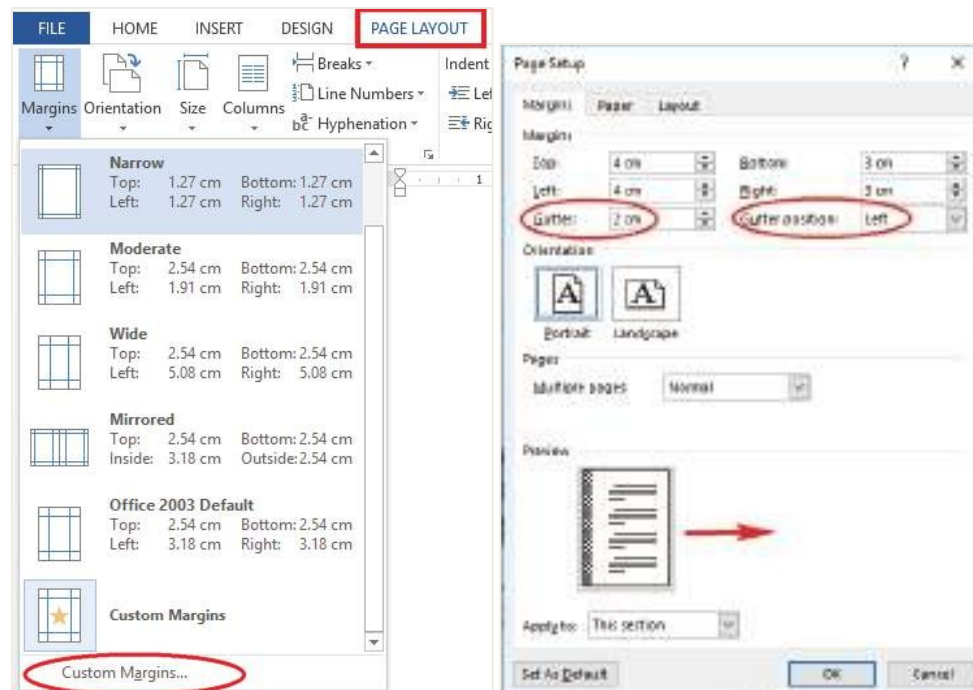 FILE HOME INSERT DESIGN PAGE LAYOUT
Margins Orientation Size Columns
Breaks
Line Numbers
Hyphenation
Indent
Narrow
Top: 1.27 cm Bottom: 1.27 cm
Left: 1.27 cm Right: 1.27 cm
Moderate
Top: 2.54 cm Bottom: 2.54 cm
Left: 1.91 cm Right: 1.91 cm
Wide
Top: 2.54 cm Bottom: 2.54 cm
Left: 5.08 cm Right: 5.08 cm
Mirrored
Top: 2.54 cm Bottom: 2.54 cm
Inside: 3.18 cm Outside: 2.54 cm
Office 2003 Default
Top: 2.54 cm Bottom: 2.54 cm
Left: 3.18 cm Right: 3.18 cm
Custom Margins
Custom Margins...
1
Page Setup ?
Margins Paper Layout
Margins
Top: 4 cm Bottom: 3 cm
Left: 4 cm Right: 3 cm
Gutter: 2 cm Gutter position: Left
Orientation
A A
Portrait Landscape
Pages
Multiple pages Normal
Preview
Apply to: This section
Set As Default OK Cancel